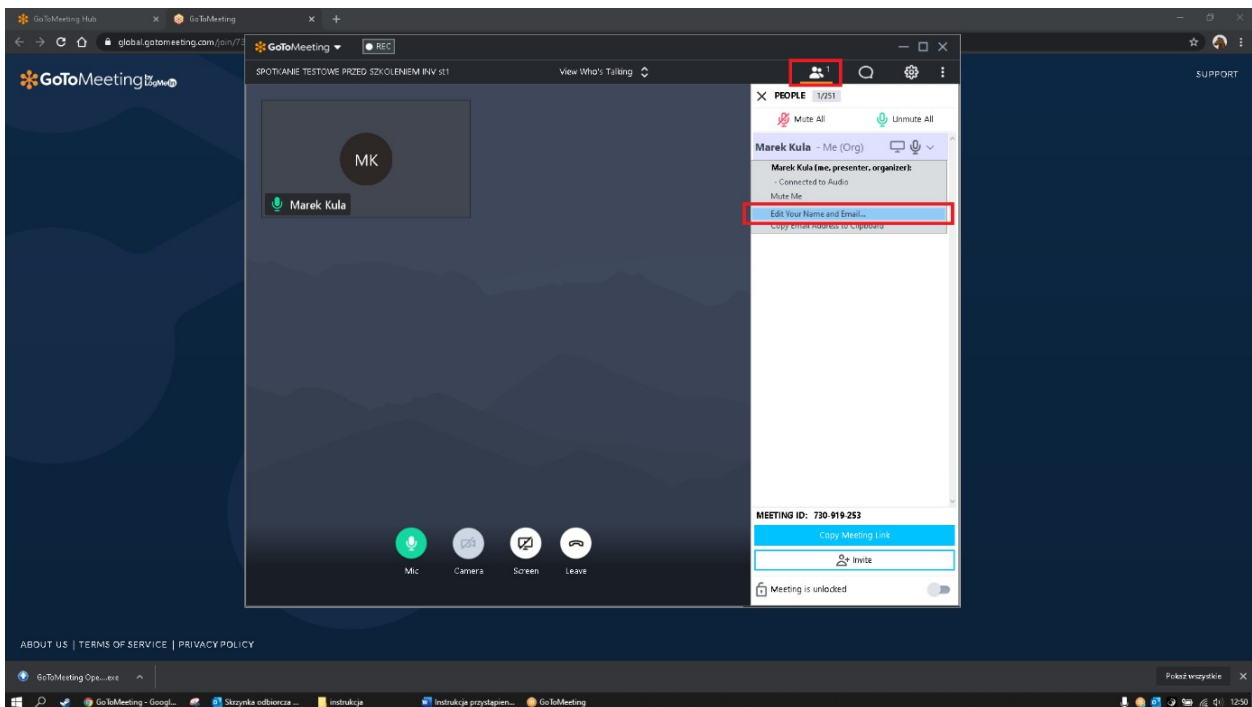 GoToMeeting Hub
GoToMeeting
global.gotomeeting.com/join/73
GoToMeeting
REC
GoToMeeting
SUPPORT
SPOTKANIE TESTOWE PRZED SZKOLENIEM INV st1
View Who's Talking
1
PEOPLE 1/251
Mute All
Unmute All
Marek Kula - Me (Org)
Marek Kula (me, presenter, organizer):
- Connected to Audio
Mute Me
Edit Your Name and Email...
Copy Email Address to Clipboard
MK
Marek Kula
Mic
Camera
Screen
Leave
MEETING ID: 730-919-253
Copy Meeting Link
Invite
Meeting is unlocked
ABOUT US | TERMS OF SERVICE | PRIVACY POLICY
GoToMeeting Ope....exe
Pokaż wszystkie
GoToMeeting - Googl...
Skrzynka odbiorcza ...
instrukcja
Instrukcja przystąpien...
GoToMeeting
12:50